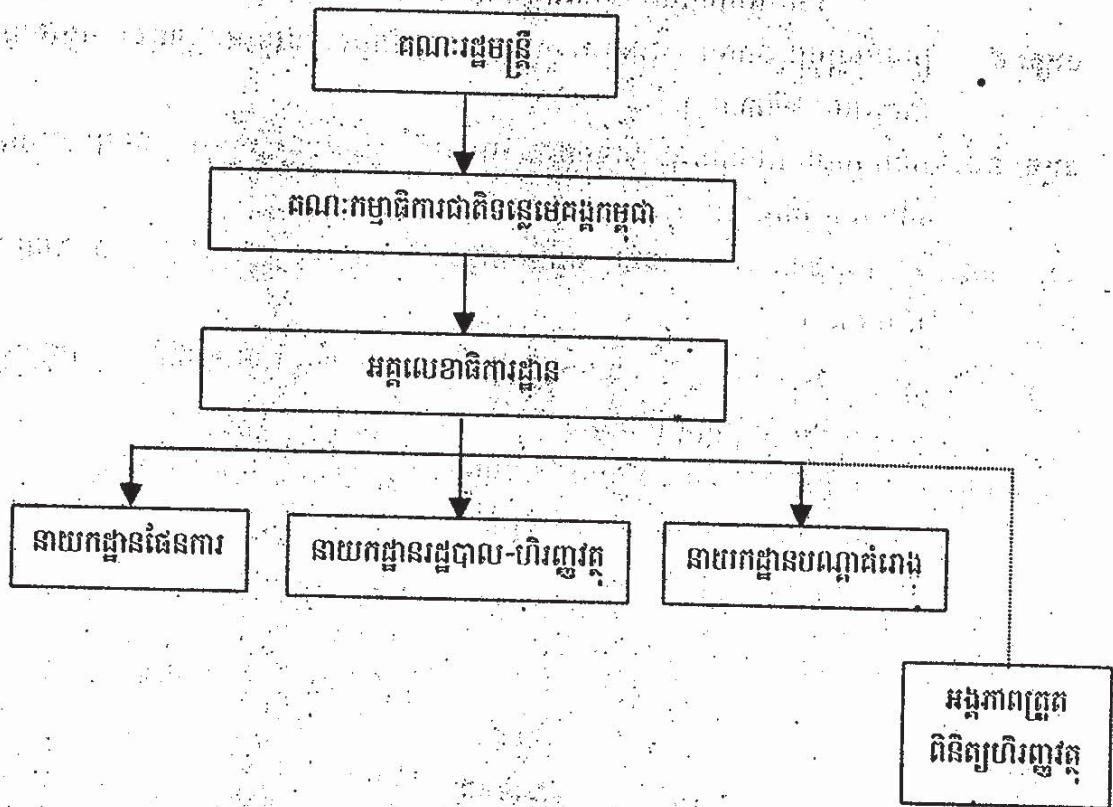 គណៈរដ្ឋមន្ត្រី
គណៈកម្មាធិការជាតិទន្លេមេគង្គកម្ពុជា
អគ្គលេខាធិការដ្ឋាន
នាយកដ្ឋានផែនការ
នាយកដ្ឋានរដ្ឋបាល-ហិរញ្ញវត្ថុ
នាយកដ្ឋានបណ្តាគំរោង
អង្គភាពត្រួត
ពិនិត្យហិរញ្ញវត្ថុ